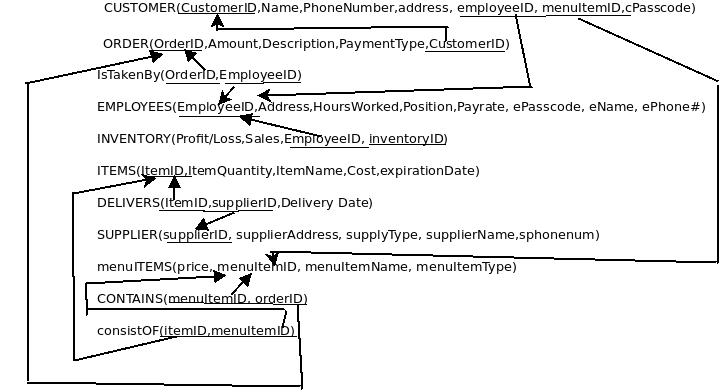 CUSTOMER(CustomerID,Name,PhoneNumber,address, employeeID, menuItemID,cPasscode)
ORDER(OrderID,Amount,Description,PaymentType,CustomerID)
IsTakenBy(OrderID,EmployeeID)
EMPLOYEES(EmployeeID,Address,HoursWorked,Position,Payrate, ePasscode, eName, ePhone#)
INVENTORY(Profit/Loss,Sales,EmployeeID, inventoryID)
ITEMS(ItemID,ItemQuantity,ItemName,Cost,expirationDate)
DELIVERS(ItemID,supplierID,Delivery Date)
SUPPLIER(supplierID, supplierAddress, supplyType, supplierName,sphonenum)
menuITEMS(price, menuItemID, menuItemName, menuItemType)
CONTAINS(menuItemID, orderID)
consistOF(itemID,menuItemID)